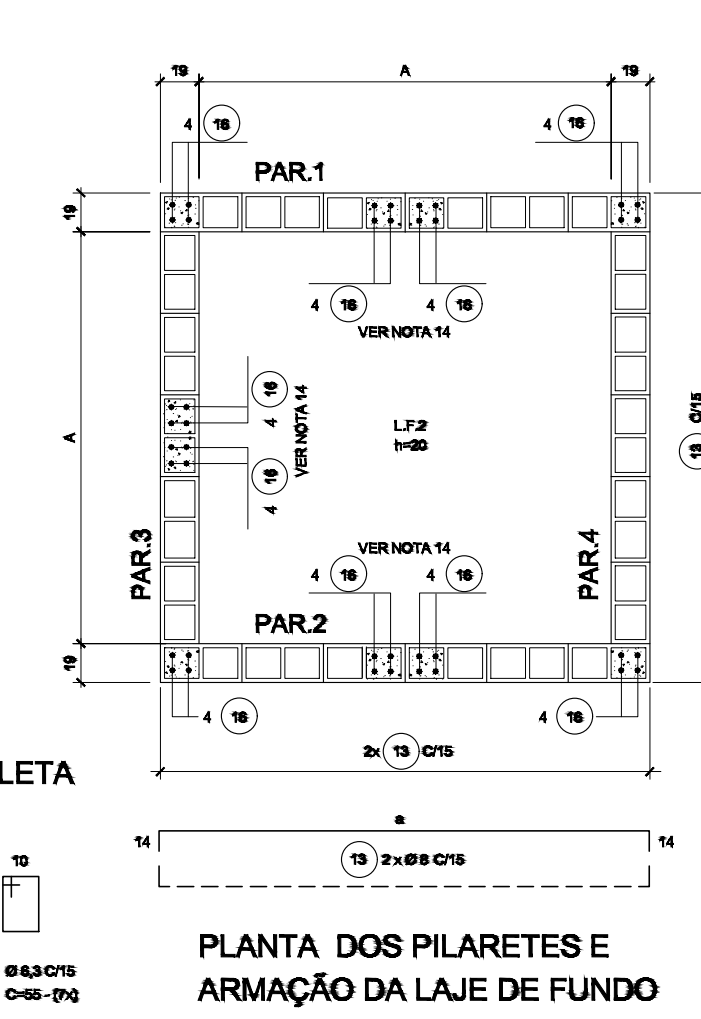 19 A 19
4 16 4 16
PAR.1
19
4 16 4 16
VER NOTA 14
16
4
VER NOTA 14
A
L.F.2
h=20
C/15
13
16
4
VER NOTA 14
PAR.3
PAR.4
4 16 4 16
PAR.2
19
4 16 4 16
2x 13 C/15
LETA
a
14 14
13 2 x Ø 8 C/15
10
Ø 6,3 C/15
C=55 - (7x)
PLANTA DOS PILARETES E
ARMAÇÃO DA LAJE DE FUNDO